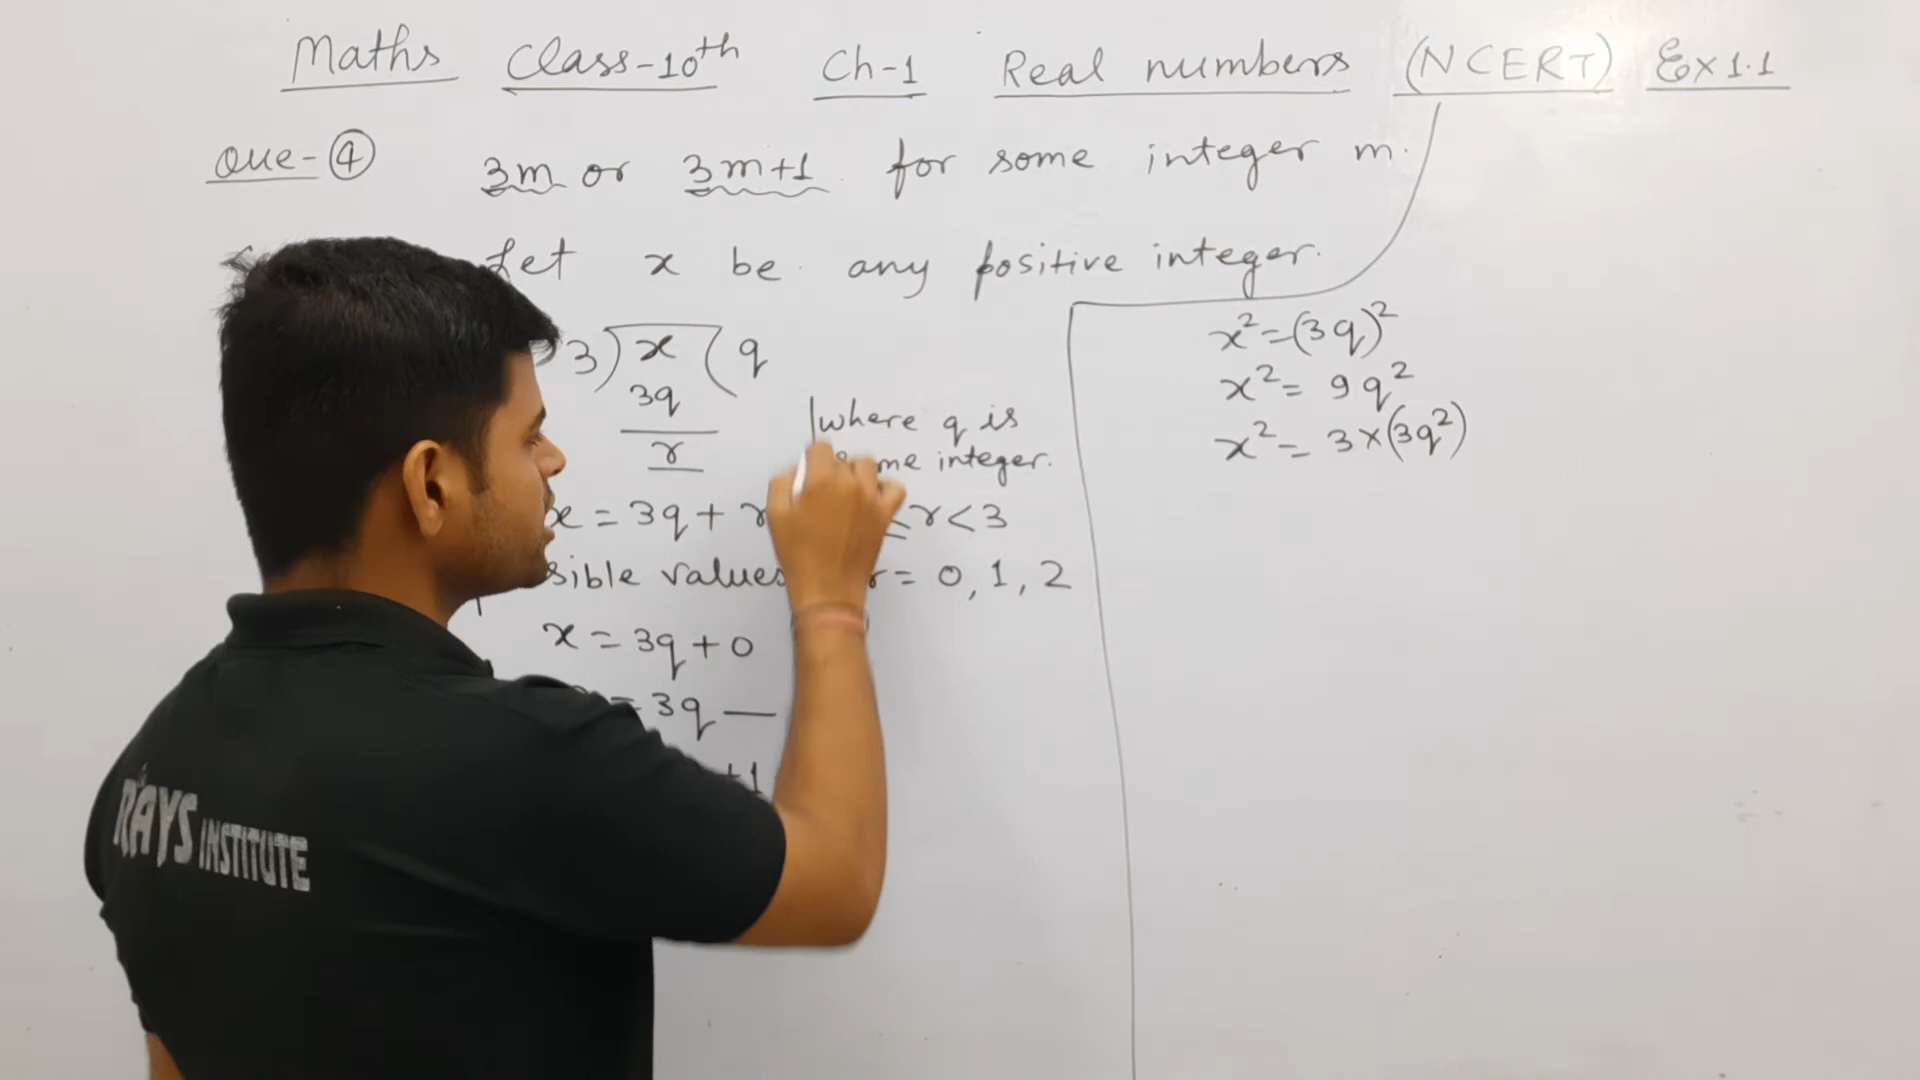 Maths Class-10th Ch-1 Real numbers (NCERT) Ex 1.1
Que-④ 3m or 3m+1 for some integer m.
Let x be any positive integer.
3)x(q
3q
r
where q is
me integer.
x = 3q + r ≤ r < 3
sible values r = 0, 1, 2
x = 3q + 0
= 3q —
+1
x² = (3q)²
x² = 9q²
x² = 3×(3q²)
RAYS INSTITUTE